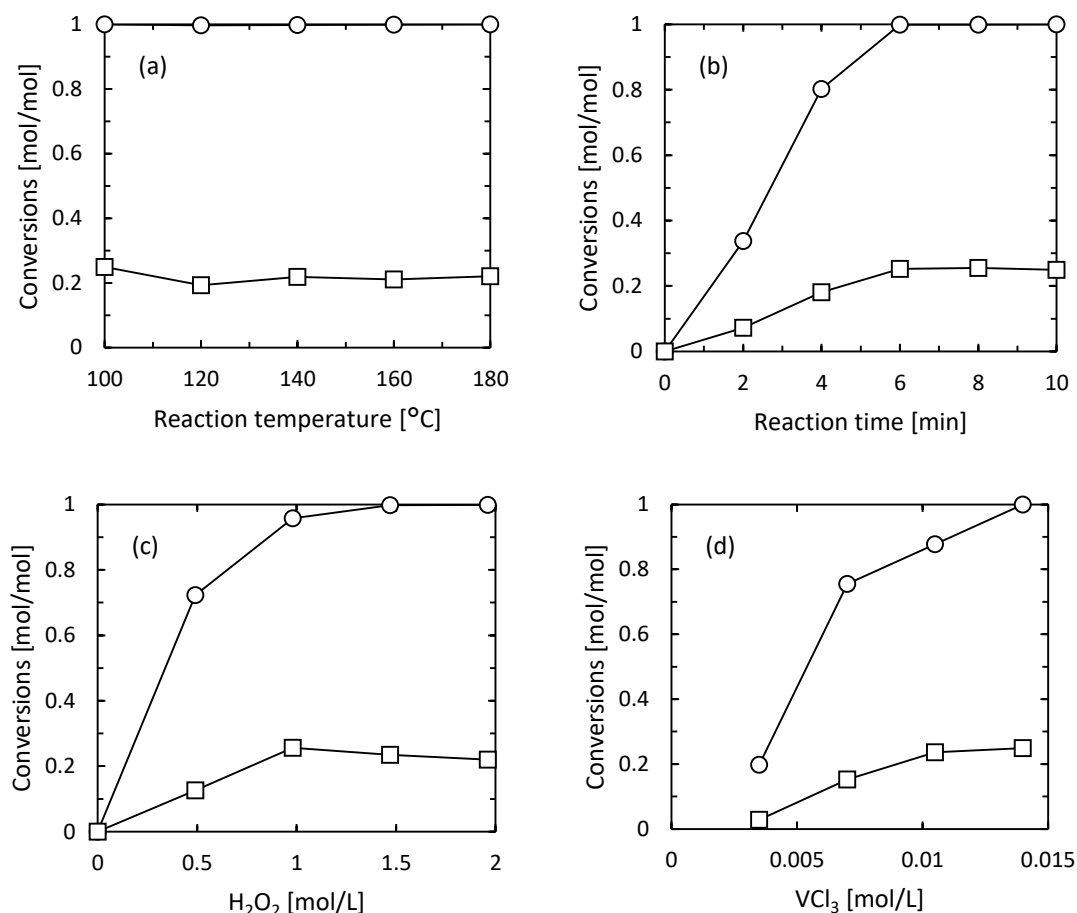 (a)
Conversions [mol/mol]
1
0.8
0.6
0.4
0.2
0
100 120 140 160 180
Reaction temperature [°C]
(b)
Conversions [mol/mol]
1
0.8
0.6
0.4
0.2
0
0 2 4 6 8 10
Reaction time [min]
(c)
Conversions [mol/mol]
1
0.8
0.6
0.4
0.2
0
0 0.5 1 1.5 2
H₂O₂ [mol/L]
(d)
Conversions [mol/mol]
1
0.8
0.6
0.4
0.2
0
0 0.005 0.01 0.015
VCl₃ [mol/L]